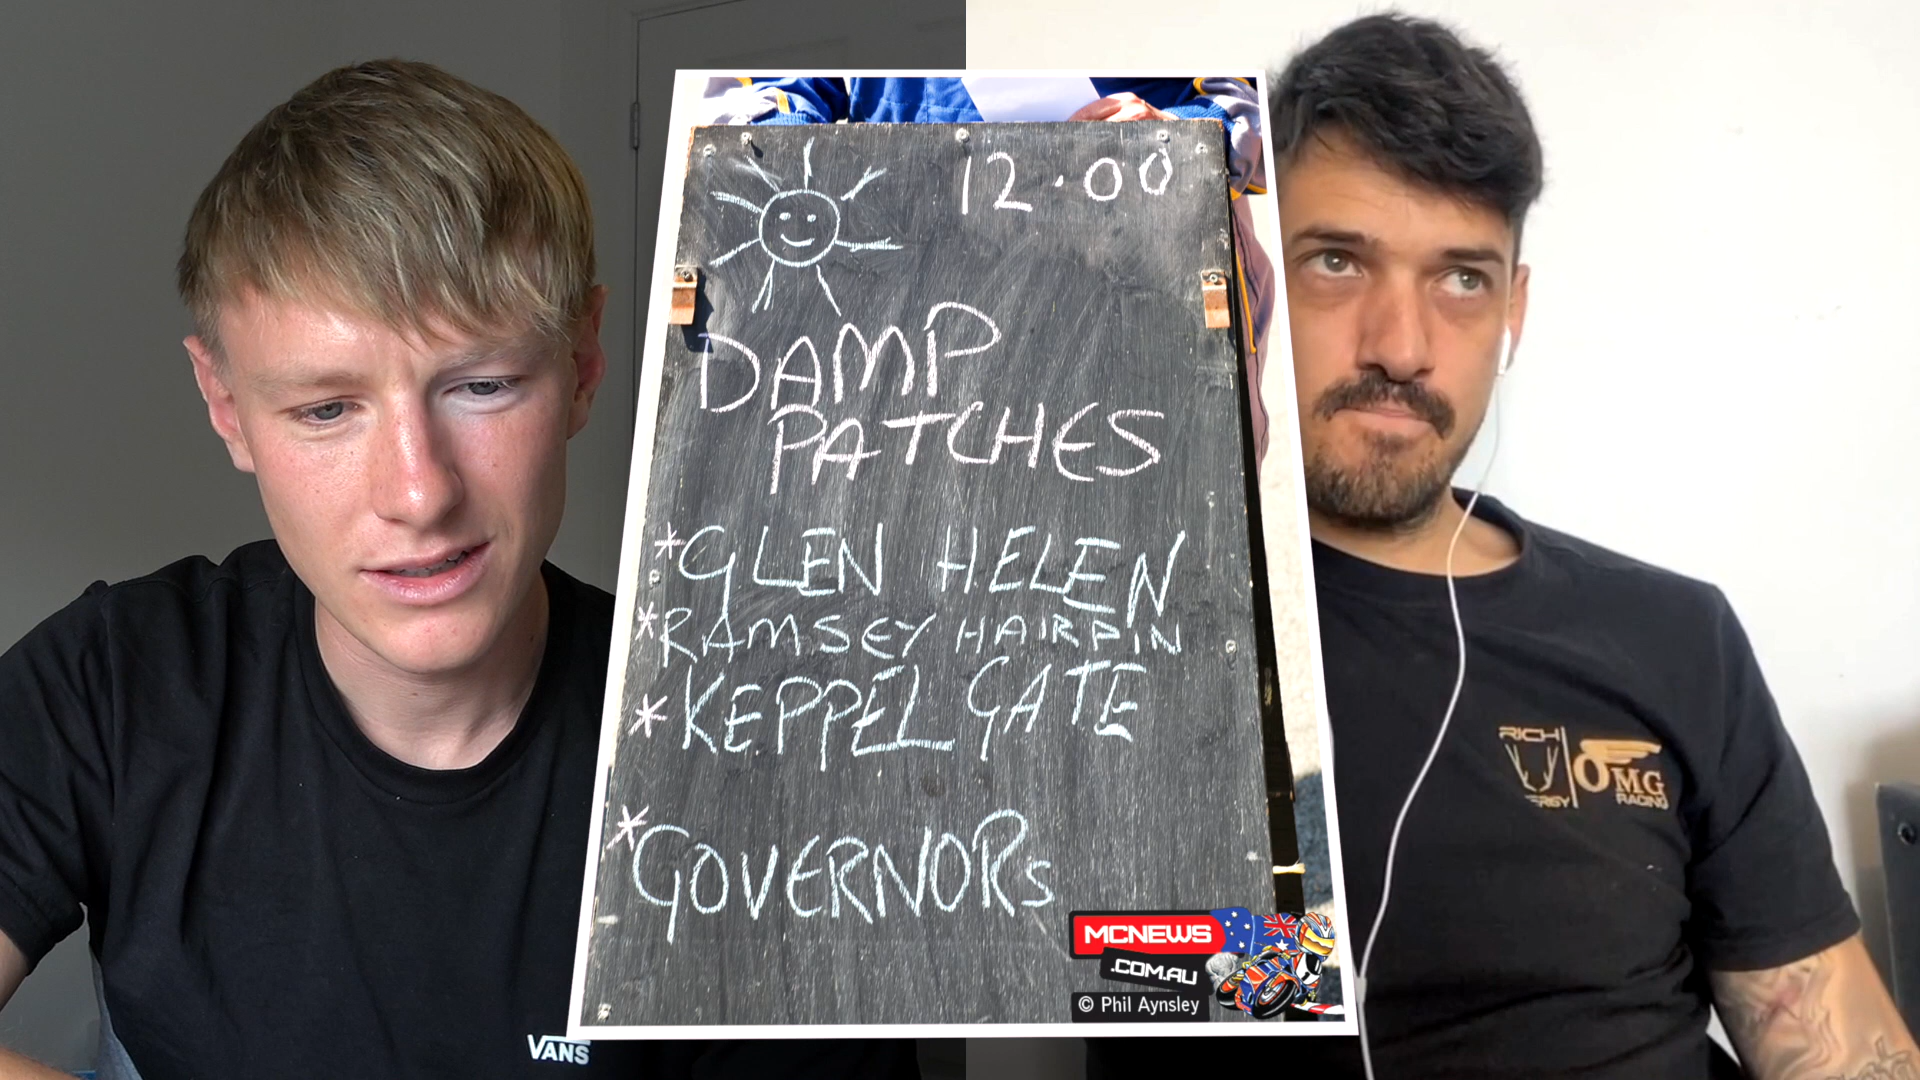 12.00
DAMP
PATCHES
*GLEN HELEN
*RAMSEY HAIRPIN
*KEPPEL GATE
*GOVERNORs
MCNEWS
.COM.AU
© Phil Aynsley
VANS
RICH
ENERGY
OMG
RACING